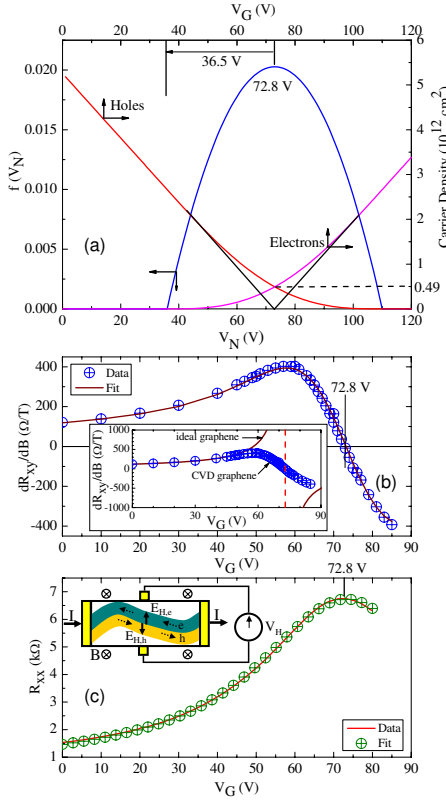 V_G (V)
0 20 40 60 80 100 120
36.5 V
72.8 V
Holes
Electrons
(a)
0.020
0.015
0.010
0.005
0.000
f (V_N)
6
5
4
3
2
1
0
0.49
Carrier Density (10^12 cm^2)
0 20 40 60 80 100 120
V_N (V)
400
200
0
-200
-400
dR_xy/dB (Ω/T)
Data
Fit
72.8 V
(b)
1000
500
0
-500
-1000
dR_xy/dB (Ω/T)
ideal graphene
CVD graphene
0 30 60 90
V_G (V)
0 10 20 30 40 50 60 70 80 90
V_G (V)
72.8 V
7
6
5
4
3
2
1
R_xx (kΩ)
I
E_H,e
e
E_H,h
h
I
B
V_H
(c)
Data
Fit
0 10 20 30 40 50 60 70 80 90
V_G (V)